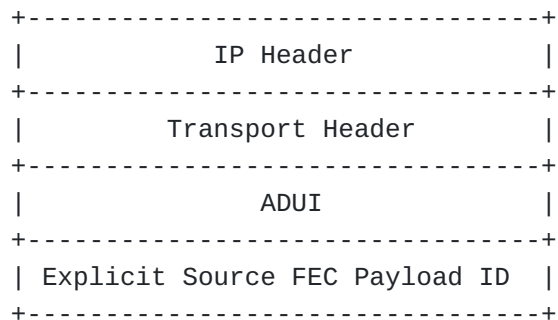 +--------------------------------+
|           IP Header            |
+--------------------------------+
|        Transport Header        |
+--------------------------------+
|              ADUI              |
+--------------------------------+
| Explicit Source FEC Payload ID |
+--------------------------------+